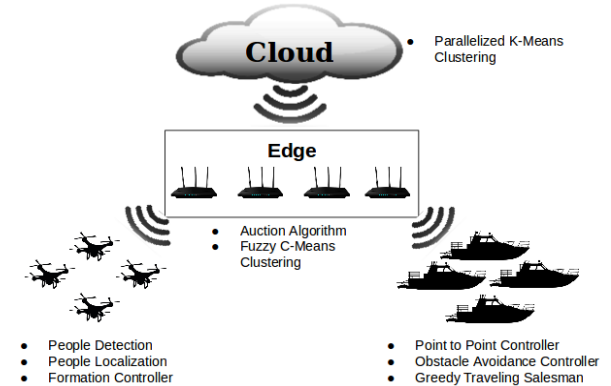 Cloud
● Parallelized K-Means
Clustering
Edge
● Auction Algorithm
● Fuzzy C-Means
Clustering
● People Detection
● People Localization
● Formation Controller
● Point to Point Controller
● Obstacle Avoidance Controller
● Greedy Traveling Salesman